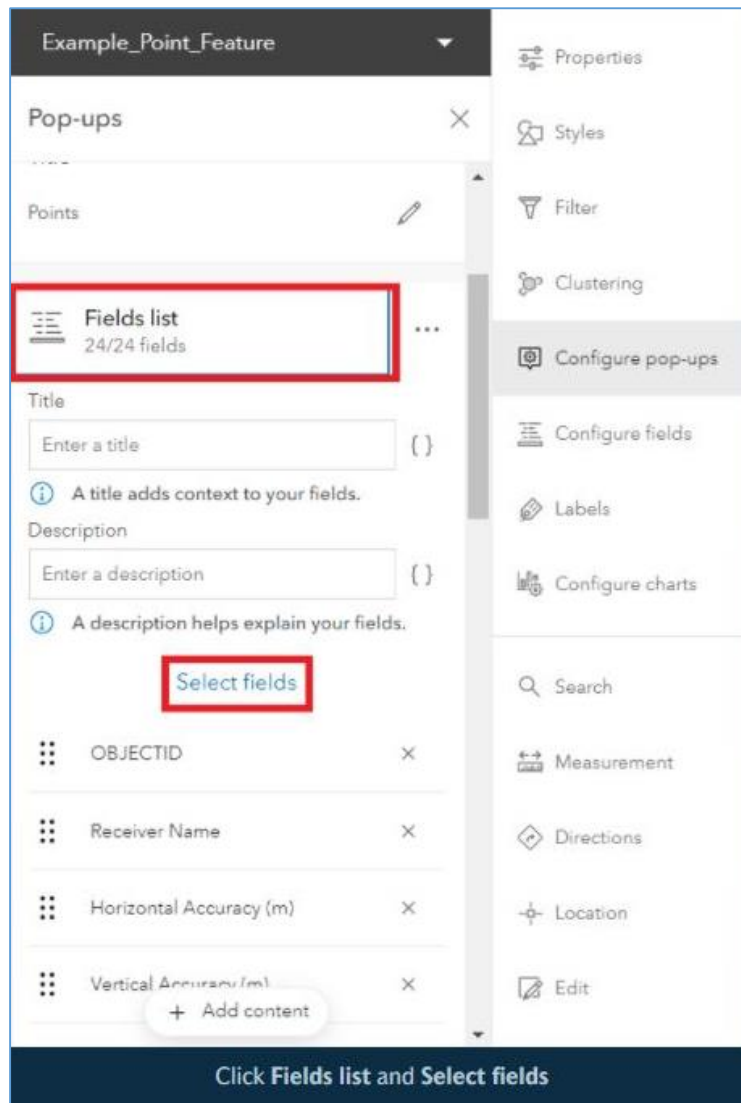 Example_Point_Feature
Pop-ups
Points
Fields list
24/24 fields
Title
Enter a title
{ }
A title adds context to your fields.
Description
Enter a description
{ }
A description helps explain your fields.
Select fields
OBJECTID
Receiver Name
Horizontal Accuracy (m)
Vertical Accuracy (m)
+ Add content
Properties
Styles
Filter
Clustering
Configure pop-ups
Configure fields
Labels
Configure charts
Search
Measurement
Directions
Location
Edit
Click Fields list and Select fields